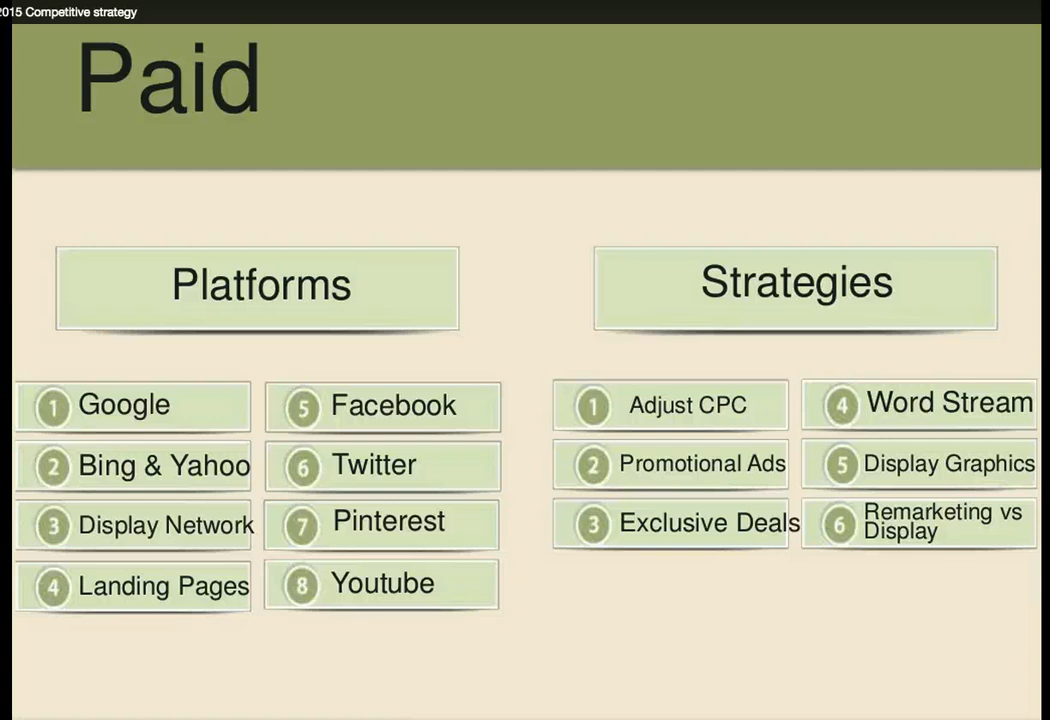 2015 Competitive strategy
Paid
Platforms
1 Google
2 Bing & Yahoo
3 Display Network
4 Landing Pages
5 Facebook
6 Twitter
7 Pinterest
8 Youtube
Strategies
1 Adjust CPC
2 Promotional Ads
3 Exclusive Deals
4 Word Stream
5 Display Graphics
6 Remarketing vs
Display